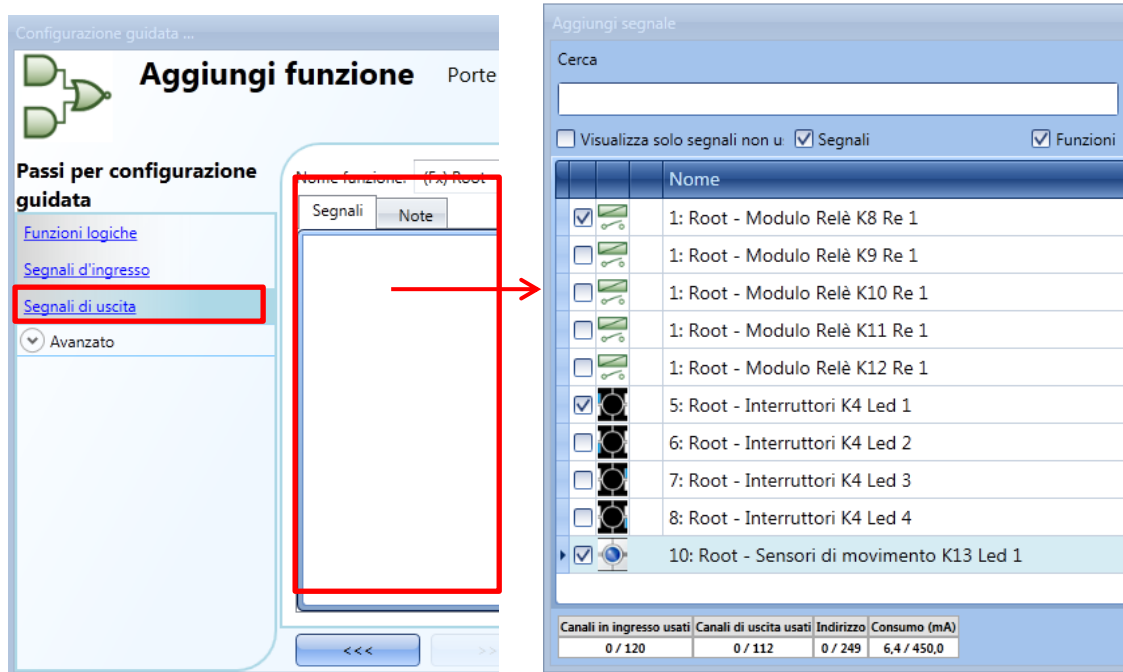 Configurazione guidata ...
Aggiungi funzione Porte
Passi per configurazione
guidata
Funzioni logiche
Segnali d'ingresso
Segnali di uscita
Avanzato
Nome funzione: (Fx) Root
Segnali Note
<<< >>
Aggiungi segnale
Cerca
Visualizza solo segnali non u: Segnali Funzioni
Nome
1: Root - Modulo Relè K8 Re 1
1: Root - Modulo Relè K9 Re 1
1: Root - Modulo Relè K10 Re 1
1: Root - Modulo Relè K11 Re 1
1: Root - Modulo Relè K12 Re 1
5: Root - Interruttori K4 Led 1
6: Root - Interruttori K4 Led 2
7: Root - Interruttori K4 Led 3
8: Root - Interruttori K4 Led 4
10: Root - Sensori di movimento K13 Led 1
Canali in ingresso usati Canali di uscita usati Indirizzo Consumo (mA)
0 / 120 0 / 112 0 / 249 6,4 / 450,0